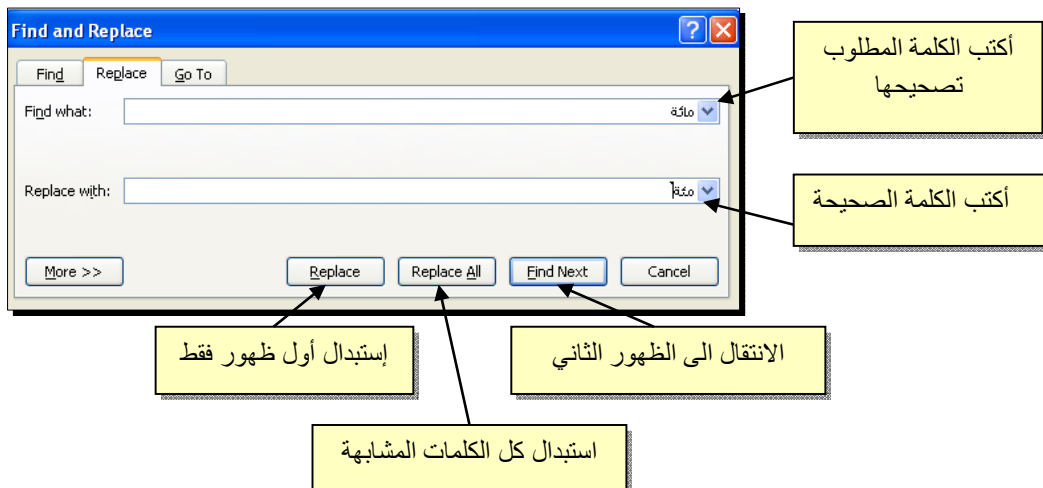 Find and Replace
أكتب الكلمة المطلوب
تصحيحها
Find Replace Go To
Find what: مائة
Replace with: مئة
أكتب الكلمة الصحيحة
More >> Replace Replace All Find Next Cancel
إستبدال أول ظهور فقط
الانتقال الى الظهور الثاني
استبدال كل الكلمات المشابهة